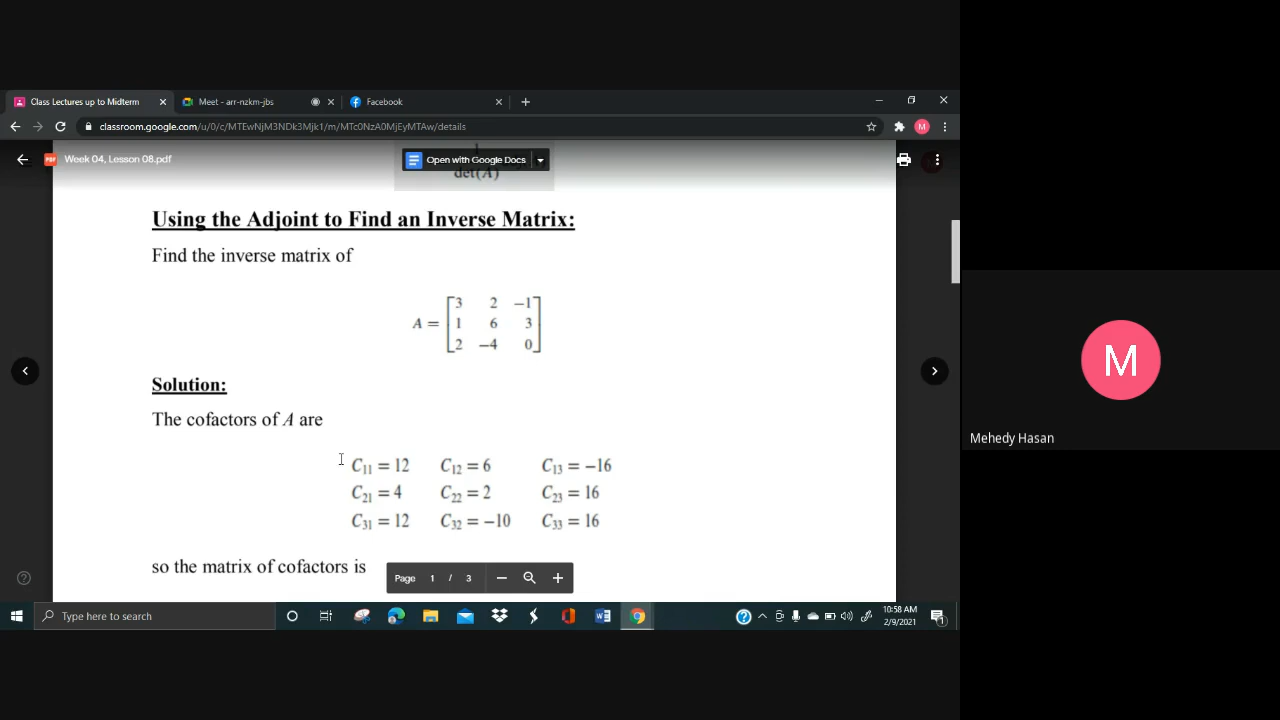 Class Lectures up to Midterm
Meet - arr-nzkm-jbs
Facebook
classroom.google.com/u/0/c/MTEwNjM3NDk3Mjk1/m/MTc0NzA0MjEyMTAw/details
PDF Week 04, Lesson 08.pdf
Open with Google Docs
det(A)
Using the Adjoint to Find an Inverse Matrix:
Find the inverse matrix of
A = [3 2 −1
1 6 3
2 −4 0]
Solution:
The cofactors of A are
C₁₁ = 12 C₁₂ = 6 C₁₃ = −16
C₂₁ = 4 C₂₂ = 2 C₂₃ = 16
C₃₁ = 12 C₃₂ = −10 C₃₃ = 16
so the matrix of cofactors is
Page 1 / 3
M
Mehedy Hasan
Type here to search
10:58 AM
2/9/2021